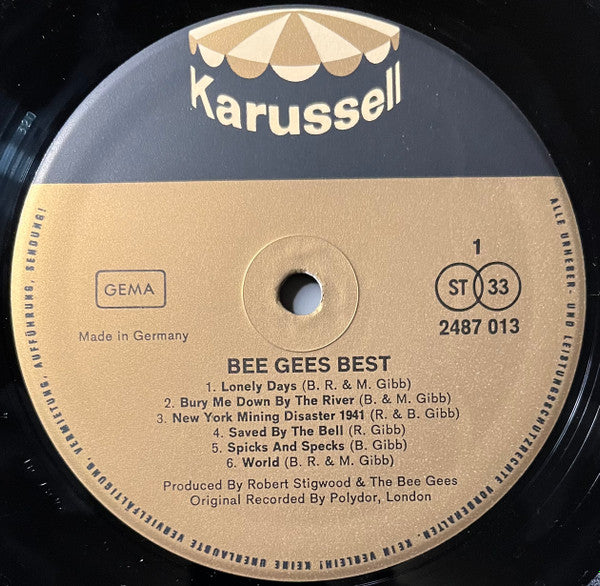 Karussell
GEMA
Made in Germany
1
ST 33
2487 013
BEE GEES BEST
1. Lonely Days (B. R. & M. Gibb)
2. Bury Me Down By The River (B. & M. Gibb)
3. New York Mining Disaster 1941 (R. & B. Gibb)
4. Saved By The Bell (R. Gibb)
5. Spicks And Specks (B. Gibb)
6. World (B. R. & M. Gibb)
Produced By Robert Stigwood & The Bee Gees
Original Recorded By Polydor, London
ALLE URHEBER- UND LEISTUNGSSCHUTZRECHTE VORBEHALTEN. KEIN VERLEIH! KEINE UNERLAUBTE VERVIELFÄLTIGUNG, VERMIETUNG, AUFFÜHRUNG, SENDUNG!